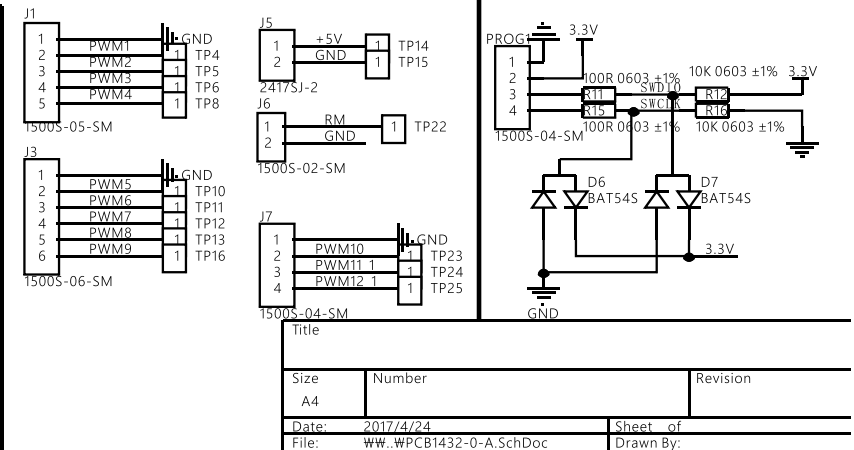 J1
1
GND
2
PWM1
1
TP4
3
PWM2
1
TP5
4
PWM3
1
TP6
5
PWM4
1
TP8
1500S-05-SM
J3
1
GND
2
PWM5
1
TP10
3
PWM6
1
TP11
4
PWM7
1
TP12
5
PWM8
1
TP13
6
PWM9
1
TP16
1500S-06-SM
J5
1
+5V
1
TP14
2
GND
1
TP15
2417SJ-2
J6
1
RM
1
TP22
2
GND
1500S-02-SM
J7
1
GND
2
PWM10
1
TP23
3
PWM11 1
1
TP24
4
PWM12 1
1
TP25
1500S-04-SM
PROG1
1
2
3
4
1500S-04-SM
3.3V
100R 0603 ±1%
R11
SWDIO
10K 0603 ±1%
R12
3.3V
R15
SWCLK
R16
100R 0603 ±1%
10K 0603 ±1%
D6
BAT54S
D7
BAT54S
3.3V
GND
Title
Size
Number
Revision
A4
Date:
2017/4/24
Sheet of
File:
₩₩..₩PCB1432-0-A.SchDoc
Drawn By: